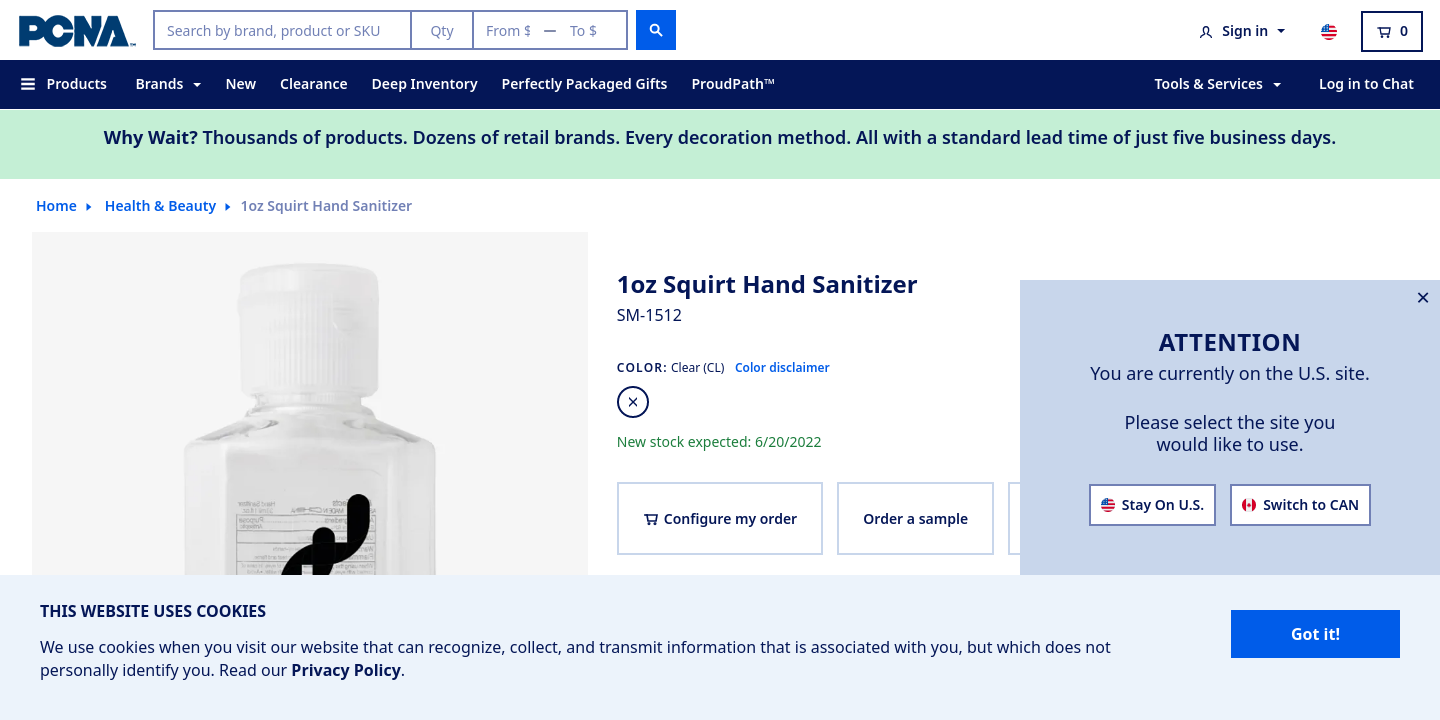 PCNA™
Search by brand, product or SKU
Qty
From $ — To $
Sign in
0
Products
Brands
New
Clearance
Deep Inventory
Perfectly Packaged Gifts
ProudPath™
Tools & Services
Log in to Chat
Why Wait? Thousands of products. Dozens of retail brands. Every decoration method. All with a standard lead time of just five business days.
Home
Health & Beauty
1oz Squirt Hand Sanitizer
1oz Squirt Hand Sanitizer
SM-1512
COLOR: Clear (CL) Color disclaimer
New stock expected: 6/20/2022
Configure my order
Order a sample
ATTENTION
You are currently on the U.S. site.
Please select the site you
would like to use.
Stay On U.S.
Switch to CAN
THIS WEBSITE USES COOKIES
We use cookies when you visit our website that can recognize, collect, and transmit information that is associated with you, but which does not
personally identify you. Read our Privacy Policy.
Got it!